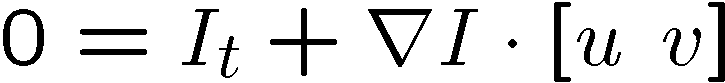 0 = I_t + ∇I · [u v]